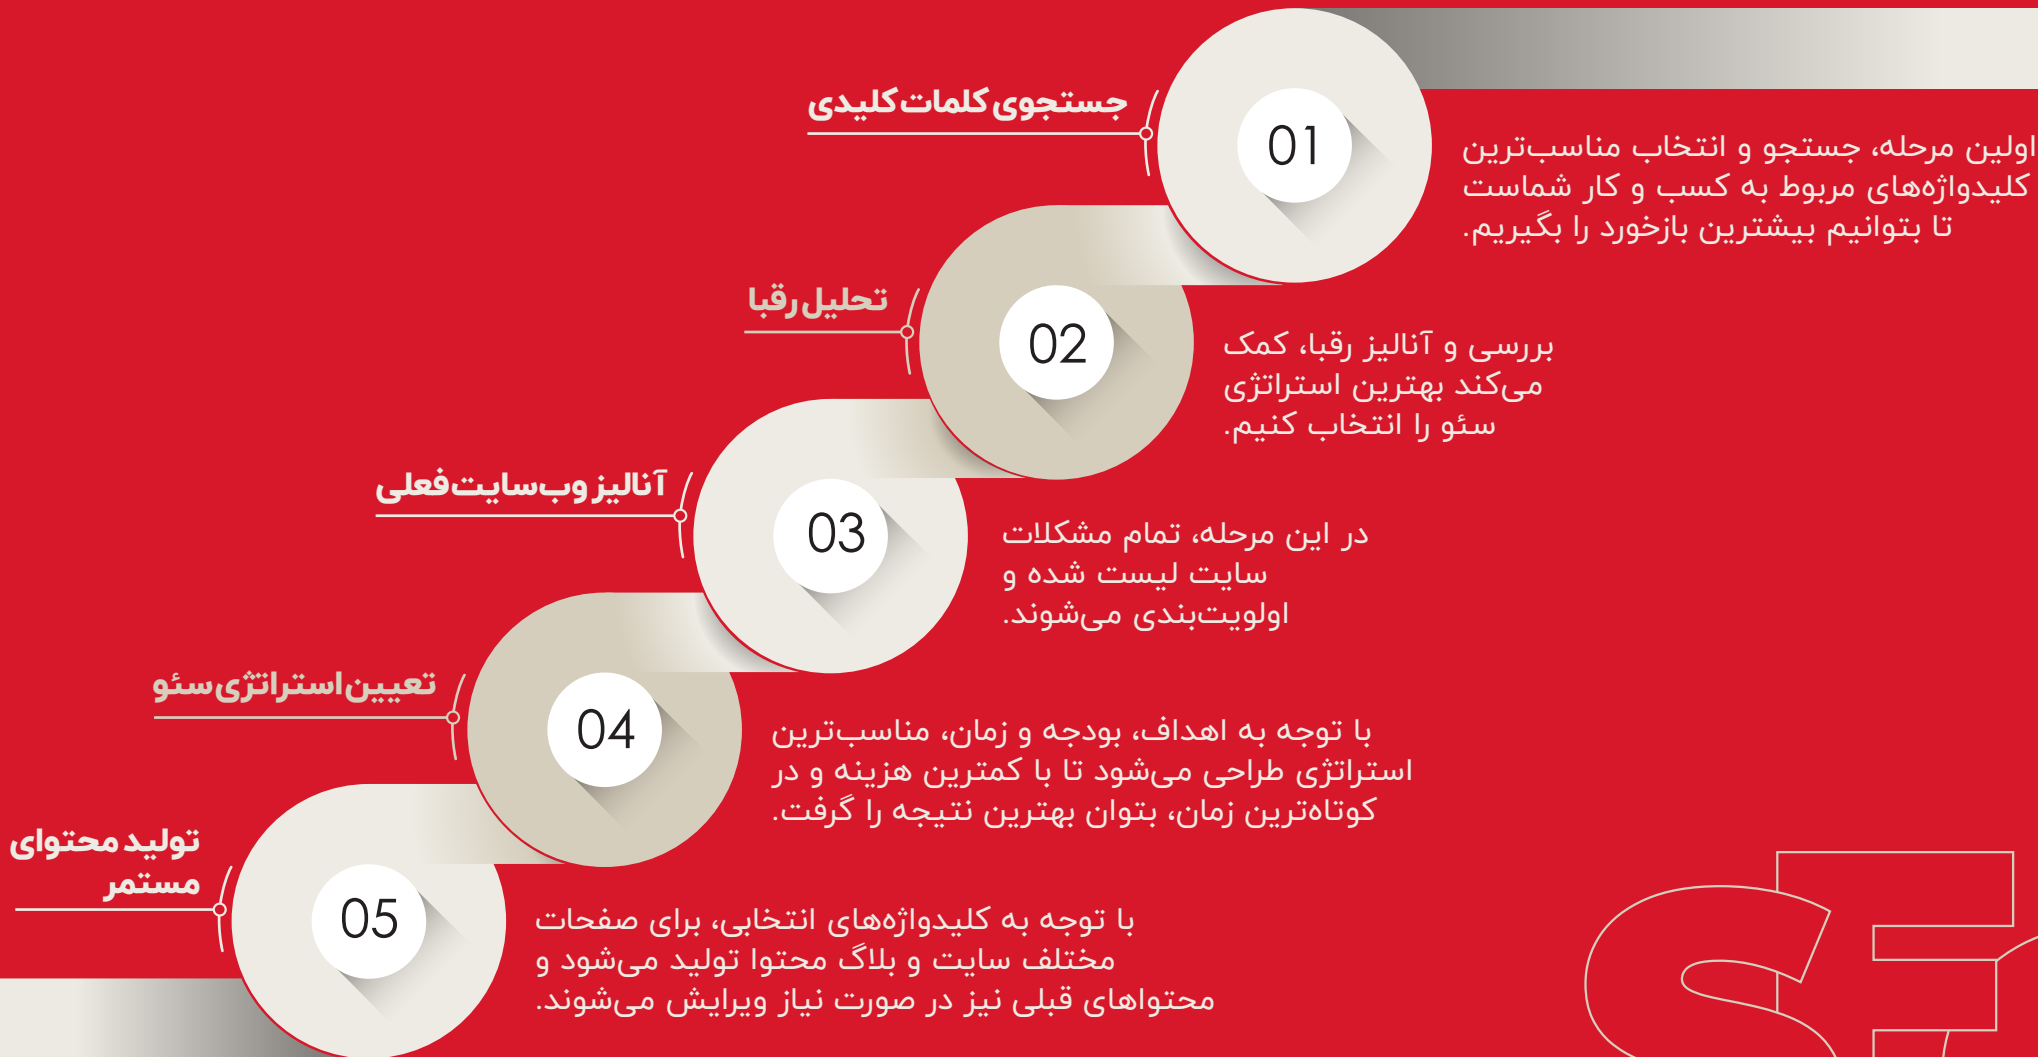 جستجوی کلمات کلیدی
01
اولین مرحله، جستجو و انتخاب مناسب‌ترین
کلیدواژه‌های مربوط به کسب و کار شماست
تا بتوانیم بیشترین بازخورد را بگیریم.
تحلیل رقبا
02
بررسی و آنالیز رقبا، کمک
می‌کند بهترین استراتژی
سئو را انتخاب کنیم.
آنالیز وب‌سایت فعلی
03
در این مرحله، تمام مشکلات
سایت لیست شده و
اولویت‌بندی می‌شوند.
تعیین استراتژی سئو
04
با توجه به اهداف، بودجه و زمان، مناسب‌ترین
استراتژی طراحی می‌شود تا با کمترین هزینه و در
کوتاه‌ترین زمان، بتوان بهترین نتیجه را گرفت.
تولید محتوای
مستمر
05
با توجه به کلیدواژه‌های انتخابی، برای صفحات
مختلف سایت و بلاگ محتوا تولید می‌شود و
محتواهای قبلی نیز در صورت نیاز ویرایش می‌شوند.